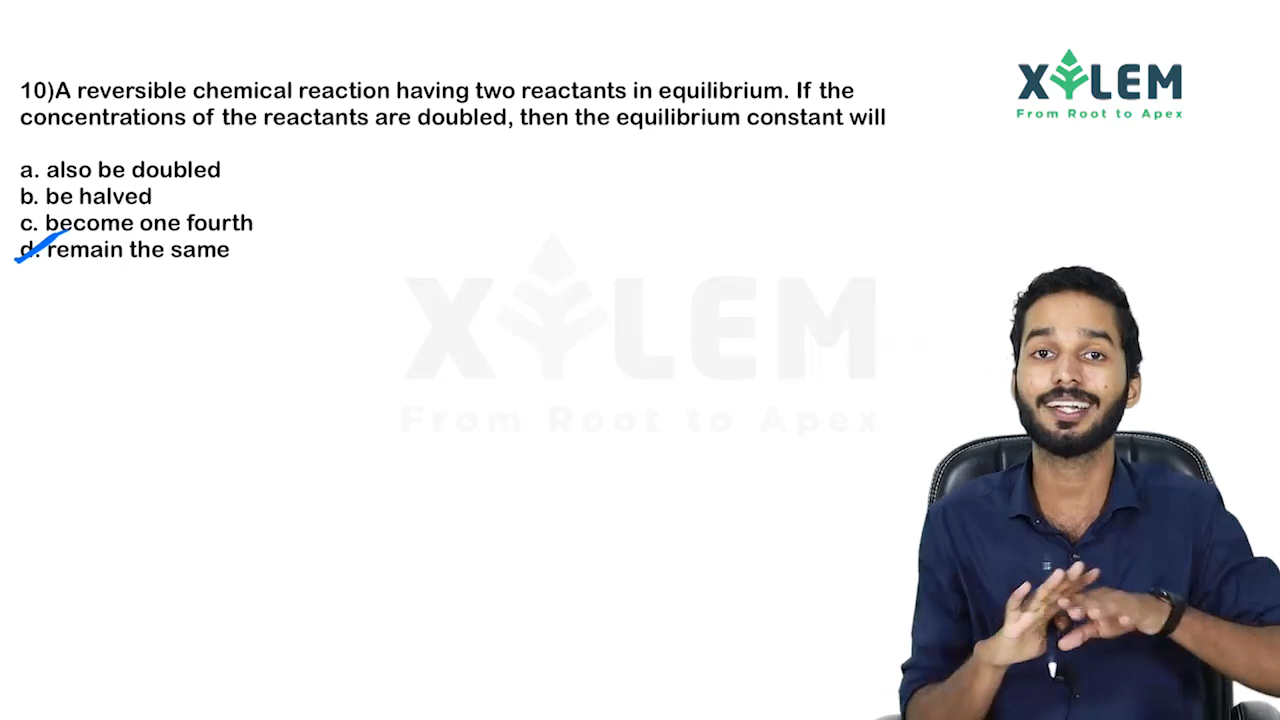 10)A reversible chemical reaction having two reactants in equilibrium. If the
concentrations of the reactants are doubled, then the equilibrium constant will
a. also be doubled
b. be halved
c. become one fourth
d. remain the same
XYLEM
From Root to Apex
XYLEM
From Root to Apex